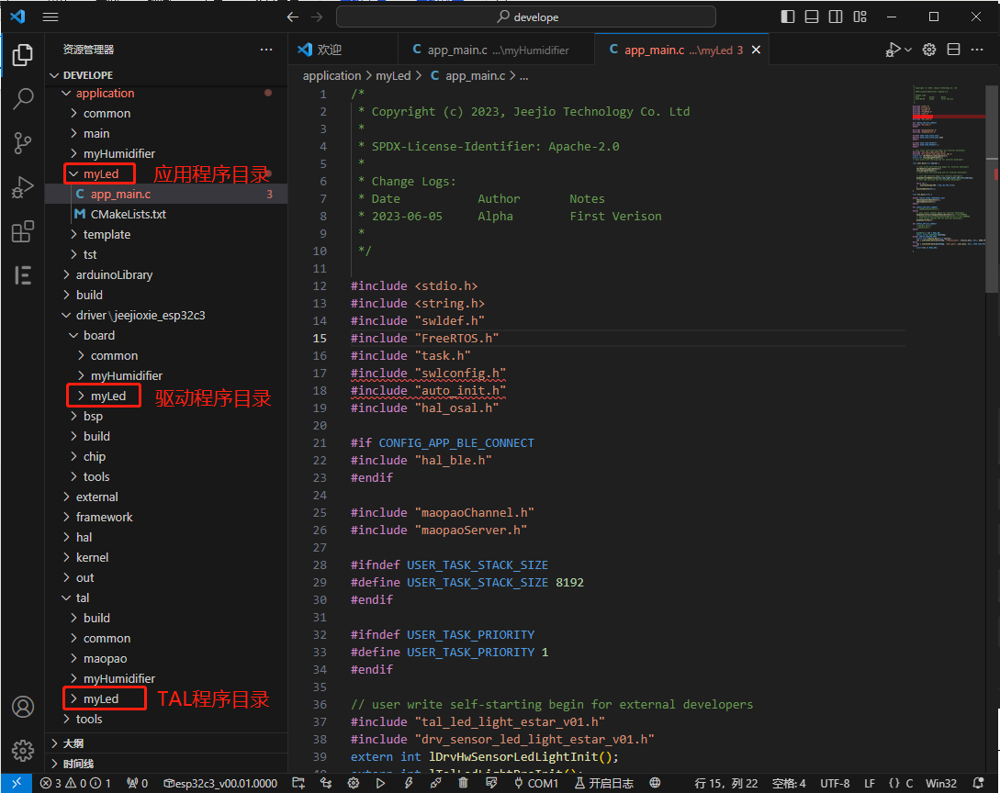 develope
资源管理器
欢迎
app_main.c ...\myHumidifier
app_main.c ...\myLed 3
DEVELOPE
application > myLed > C app_main.c > ...
application
common
main
myHumidifier
myLed
应用程序目录
C app_main.c 3
M CMakeLists.txt
template
tst
arduinoLibrary
build
driver\jeejioxie_esp32c3
board
common
myHumidifier
myLed
驱动程序目录
bsp
build
chip
tools
external
framework
hal
kernel
out
tal
build
common
maopao
myHumidifier
myLed
TAL程序目录
tools
大纲
时间线
1 /*
2 * Copyright (c) 2023, Jeejio Technology Co. Ltd
3 *
4 * SPDX-License-Identifier: Apache-2.0
5 *
6 * Change Logs:
7 * Date Author Notes
8 * 2023-06-05 Alpha First Verison
9 *
10 */
11
12 #include <stdio.h>
13 #include <string.h>
14 #include "swldef.h"
15 #include "FreeRTOS.h"
16 #include "task.h"
17 #include "swlconfig.h"
18 #include "auto_init.h"
19 #include "hal_osal.h"
20
21 #if CONFIG_APP_BLE_CONNECT
22 #include "hal_ble.h"
23 #endif
24
25 #include "maopaoChannel.h"
26 #include "maopaoServer.h"
27
28 #ifndef USER_TASK_STACK_SIZE
29 #define USER_TASK_STACK_SIZE 8192
30 #endif
31
32 #ifndef USER_TASK_PRIORITY
33 #define USER_TASK_PRIORITY 1
34 #endif
35
36 // user write self-starting begin for external developers
37 #include "tal_led_light_estar_v01.h"
38 #include "drv_sensor_led_light_estar_v01.h"
39 extern int lDrvHwSensorLedLightInit();
3 0 1 0 esp32c3_v00.01.0000 COM1 开启日志 行 15，列 22 空格: 4 UTF-8 LF {} C Win32